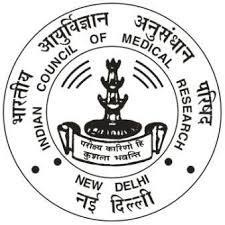 भारतीय आयुर्विज्ञान अनुसंधान परिषद
INDIAN COUNCIL OF MEDICAL RESEARCH
परीक्ष्य कारिणो हि
कुशला भवन्ति
NEW DELHI
नई दिल्ली